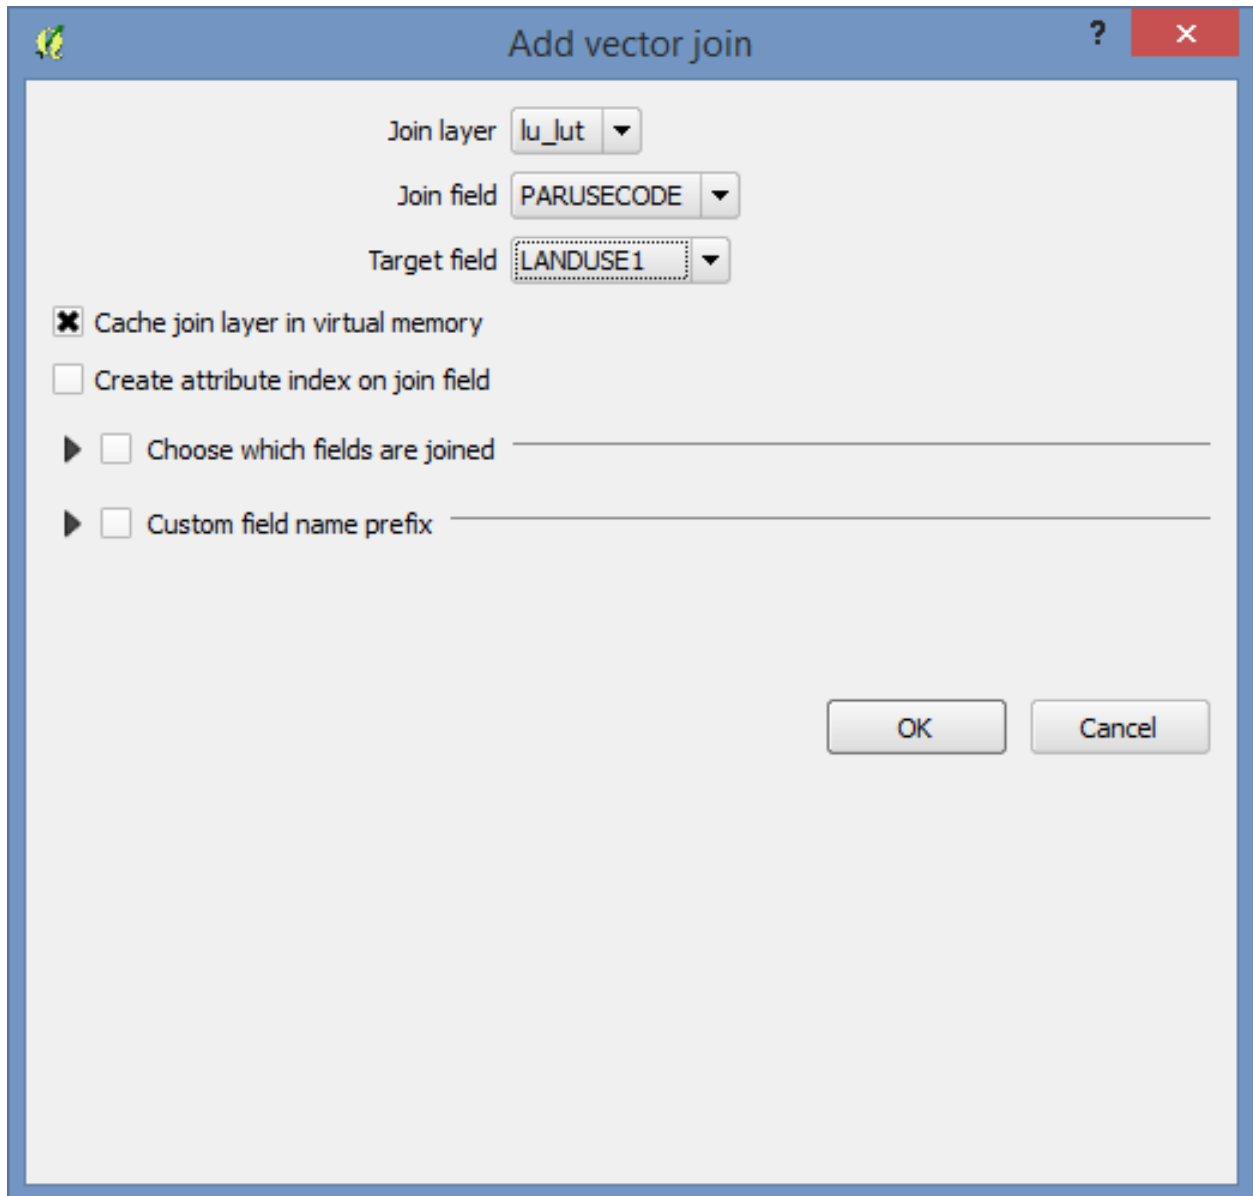 Add vector join
?
Join layer lu_lut
Join field PARUSECODE
Target field LANDUSE1
Cache join layer in virtual memory
Create attribute index on join field
Choose which fields are joined
Custom field name prefix
OK Cancel